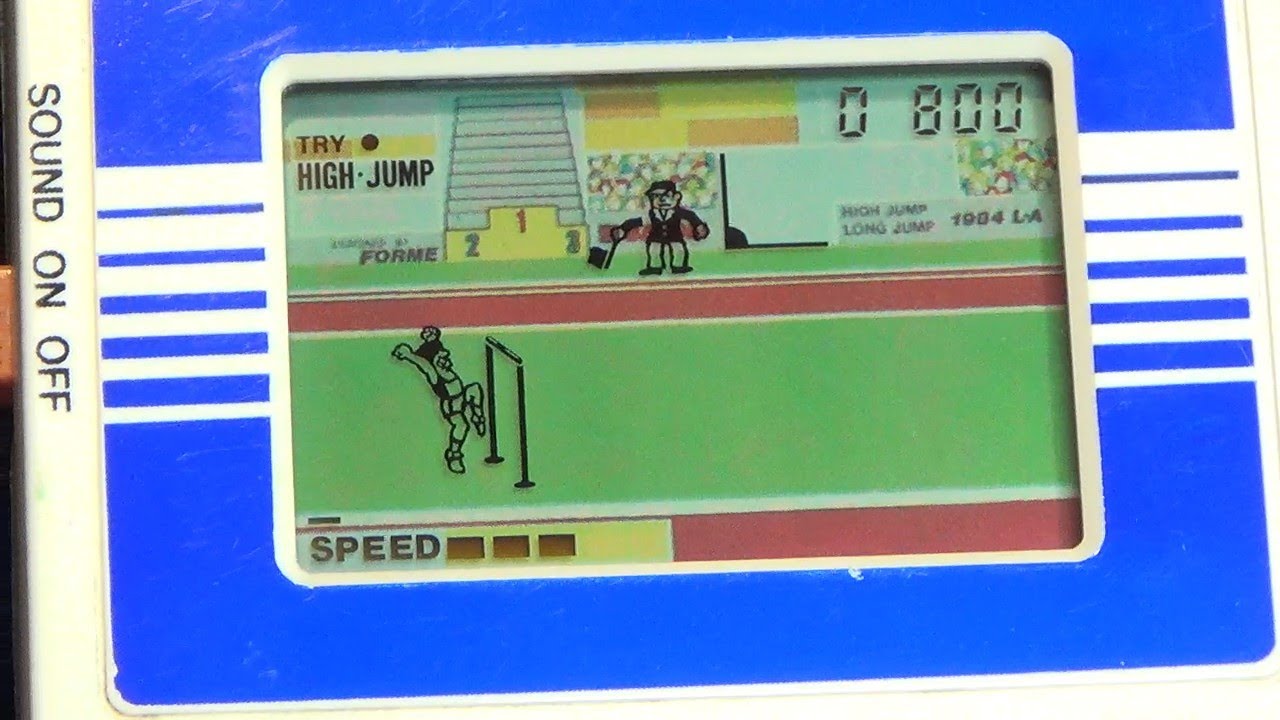 SOUND ON OFF
0 800
TRY
HIGH·JUMP
HIGH JUMP
LONG JUMP
1984 L·A
FORME
1
2
3
SPEED